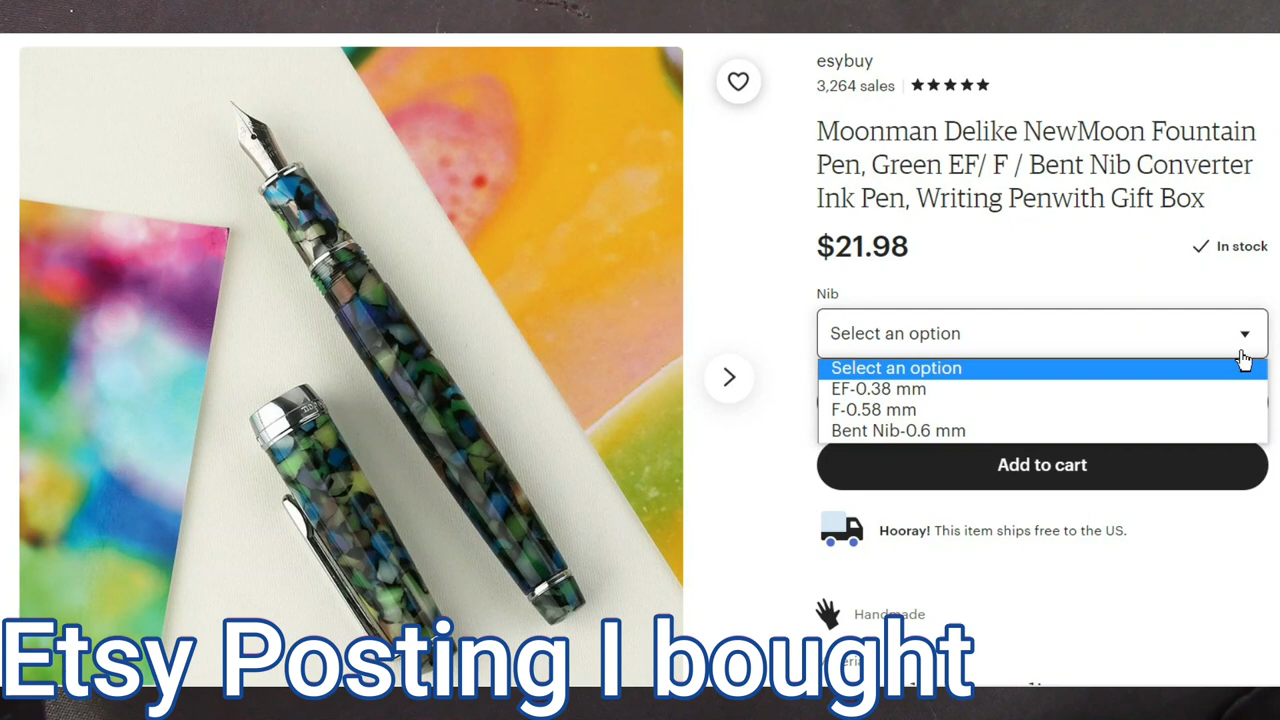 esybuy
3,264 sales
Moonman Delike NewMoon Fountain
Pen, Green EF/ F / Bent Nib Converter
Ink Pen, Writing Penwith Gift Box
$21.98
In stock
Nib
Select an option
Select an option
EF-0.38 mm
F-0.58 mm
Bent Nib-0.6 mm
Add to cart
Hooray! This item ships free to the US.
Handmade
Etsy Posting I bought